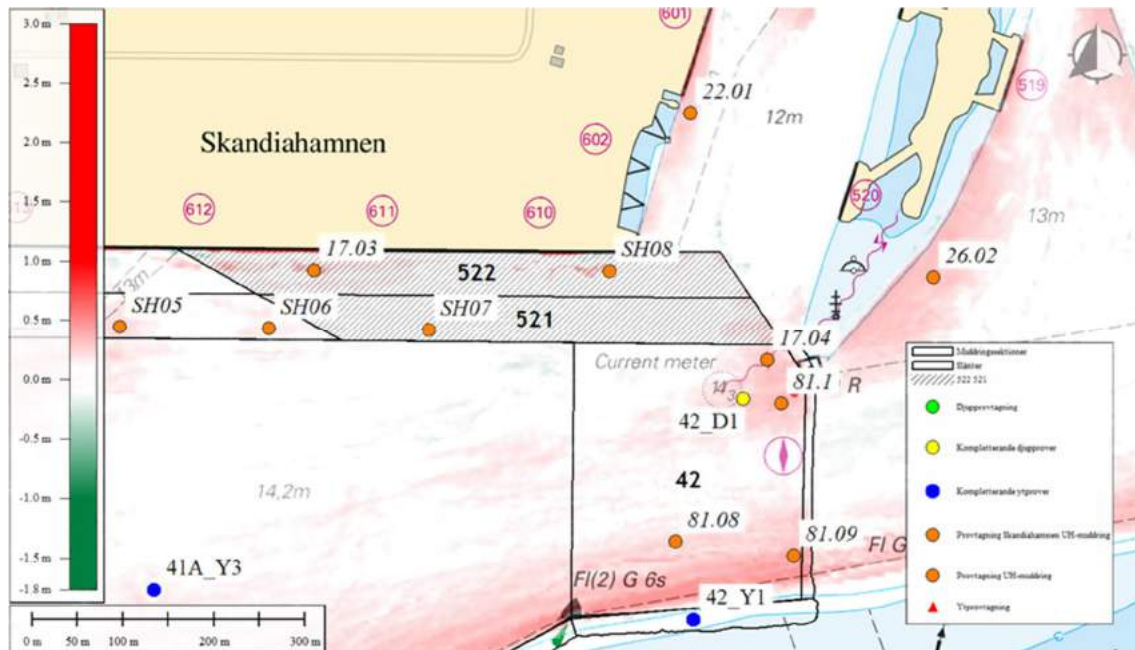 3.0 m
2.5 m
2.0 m
1.5 m
1.0 m
0.5 m
0.0 m
-0.5 m
-1.0 m
-1.5 m
-1.8 m
601
22.01
519
12m
602
Skandiahamnen
520
612
611
610
13m
17.03
SH08
26.02
522
13m
SH05
SH06
SH07
521
17.04
Current meter
81.1
R
14,3
42_D1
42
14,2m
81.08
81.09
Fl G
41A_Y3
Fl(2) G 6s
42_Y1
Muddringssektioner
Slänter
522 521
Djupprovtagning
Kompletterande djupprover
Kompletterande ytprover
Provtagning Skandiahamnen UH-muddring
Provtagning UH-muddring
Ytprovtagning
0 m 50 m 100 m 200 m 300 m